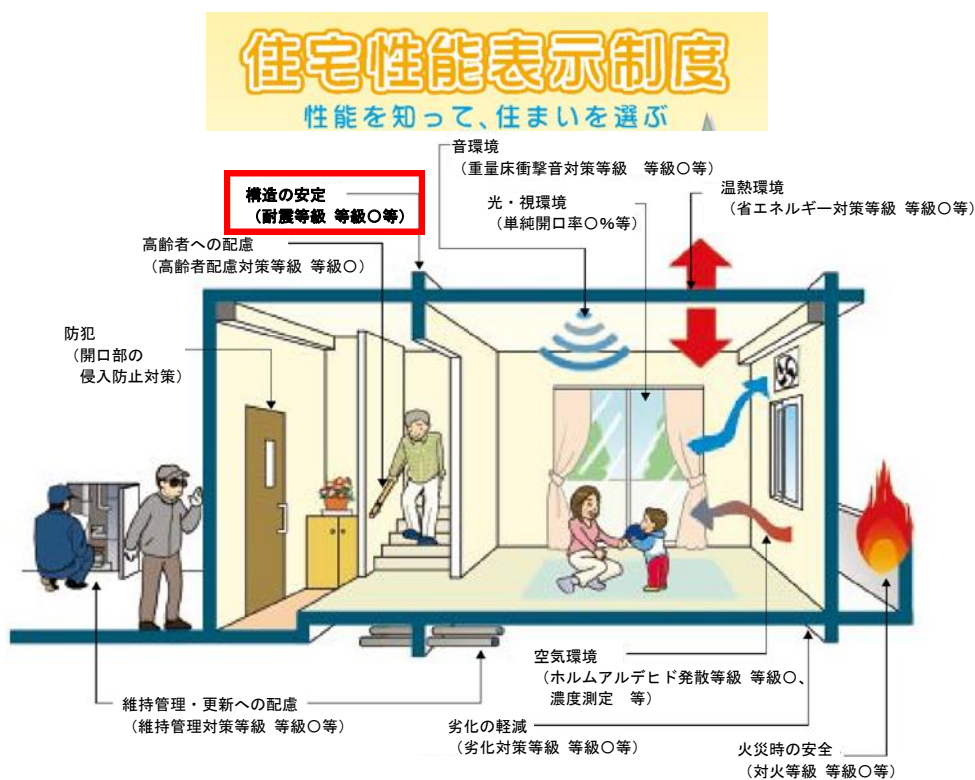 住宅性能表示制度
性能を知って、住まいを選ぶ
音環境
（重量床衝撃音対策等級　等級〇等）
構造の安定
（耐震等級 等級〇等）
光・視環境
（単純開口率〇%等）
温熱環境
（省エネルギー対策等級 等級〇等）
高齢者への配慮
（高齢者配慮対策等級 等級〇）
防犯
（開口部の
侵入防止対策）
空気環境
（ホルムアルデヒド発散等級 等級〇、
濃度測定　等）
維持管理・更新への配慮
（維持管理対策等級 等級〇等）
劣化の軽減
（劣化対策等級 等級〇等）
火災時の安全
（対火等級 等級〇等）